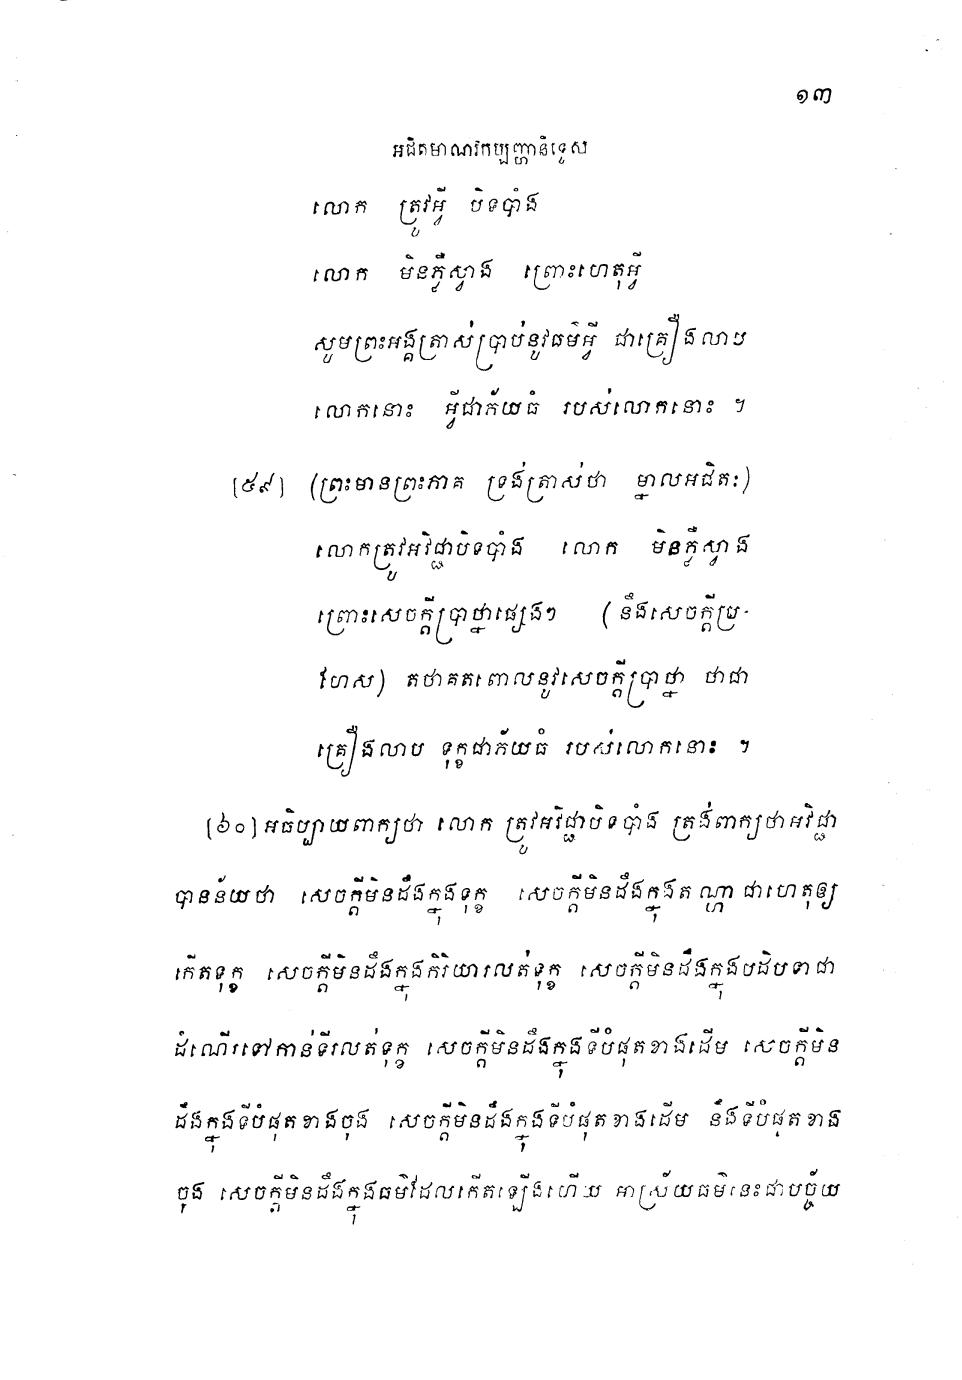 ១៣
អជិតមាណវកប្បញ្ហានិទ្ទេស
លោក ត្រូវអ្វី បិទបាំង
លោក មិនភ្លឺស្វាង ព្រោះហេតុអ្វី
សូមព្រះអង្គត្រាស់ប្រាប់នូវធម៌អ្វី ជាគ្រឿងលាប
លោកនោះ អ្វីជាភ័យធំ របស់លោកនោះ ។
[៥៩] (ព្រះមានព្រះភាគ ទ្រង់ត្រាស់ថា ម្នាលអជិតៈ)
លោកត្រូវអវិជ្ជាបិទបាំង លោក មិនភ្លឺស្វាង
ព្រោះសេចក្តីប្រាថ្នាផ្សេងៗ (នឹងសេចក្តីប្រ-
ហែស) តថាគតពោលនូវសេចក្តីប្រាថ្នា ថាជា
គ្រឿងលាប ទុក្ខជាភ័យធំ របស់លោកនោះ ។
[៦០] អធិប្បាយពាក្យថា លោក ត្រូវអវិជ្ជាបិទបាំង ត្រង់ពាក្យថាអវិជ្ជា
បានន័យថា សេចក្តីមិនដឹងក្នុងទុក្ខ សេចក្តីមិនដឹងក្នុងតណ្ហា ជាហេតុឲ្យ
កើតទុក្ខ សេចក្តីមិនដឹងក្នុងកិរិយារលត់ទុក្ខ សេចក្តីមិនដឹងក្នុងបដិបទាជា
ដំណើរទៅកាន់ទីរលត់ទុក្ខ សេចក្តីមិនដឹងក្នុងទីបំផុតខាងដើម សេចក្តីមិន
ដឹងក្នុងទីបំផុតខាងចុង សេចក្តីមិនដឹងក្នុងទីបំផុតខាងដើម នឹងទីបំផុតខាង
ចុង សេចក្តីមិនដឹងក្នុងធម៌ដែលកើតឡើងហើយ អាស្រ័យធម៌នេះជាបច្ច័យ